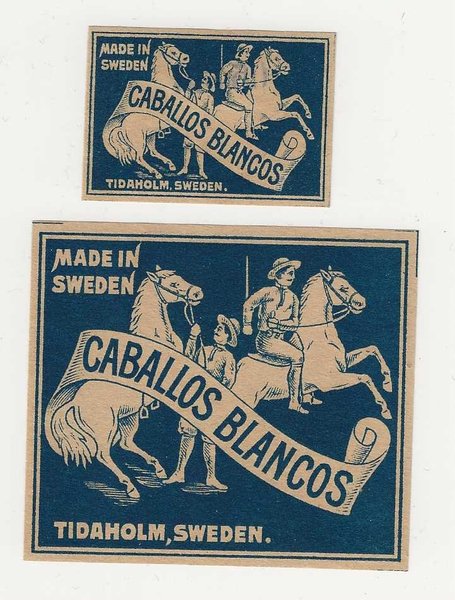 MADE IN
SWEDEN
CABALLOS BLANCOS
TIDAHOLM, SWEDEN.
MADE IN
SWEDEN
CABALLOS BLANCOS
TIDAHOLM, SWEDEN.